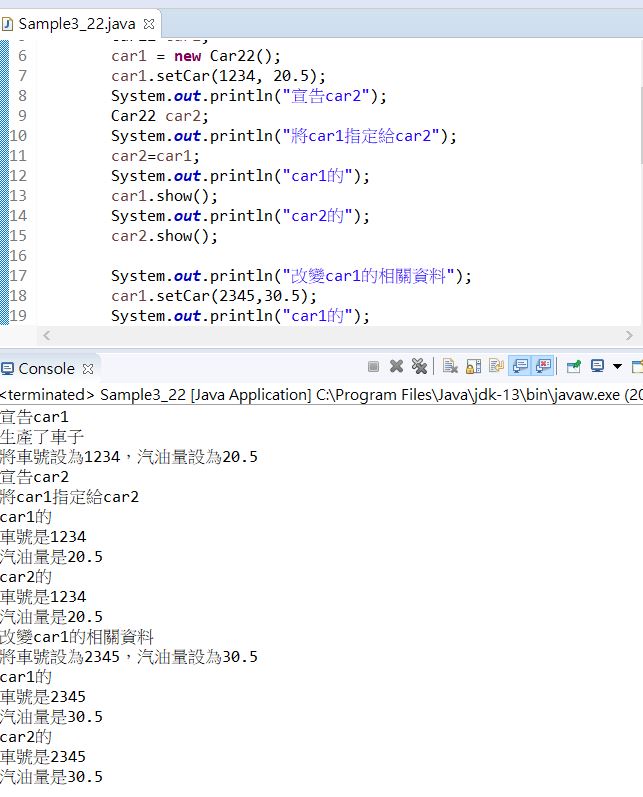 Sample3_22.java
6 car1 = new Car22();
7 car1.setCar(1234, 20.5);
8 System.out.println("宣告car2");
9 Car22 car2;
10 System.out.println("將car1指定給car2");
11 car2=car1;
12 System.out.println("car1的");
13 car1.show();
14 System.out.println("car2的");
15 car2.show();
16
17 System.out.println("改變car1的相關資料");
18 car1.setCar(2345,30.5);
19 System.out.println("car1的");
Console
<terminated> Sample3_22 [Java Application] C:\Program Files\Java\jdk-13\bin\javaw.exe (20
宣告car1
生產了車子
將車號設為1234，汽油量設為20.5
宣告car2
將car1指定給car2
car1的
車號是1234
汽油量是20.5
car2的
車號是1234
汽油量是20.5
改變car1的相關資料
將車號設為2345，汽油量設為30.5
car1的
車號是2345
汽油量是30.5
car2的
車號是2345
汽油量是30.5